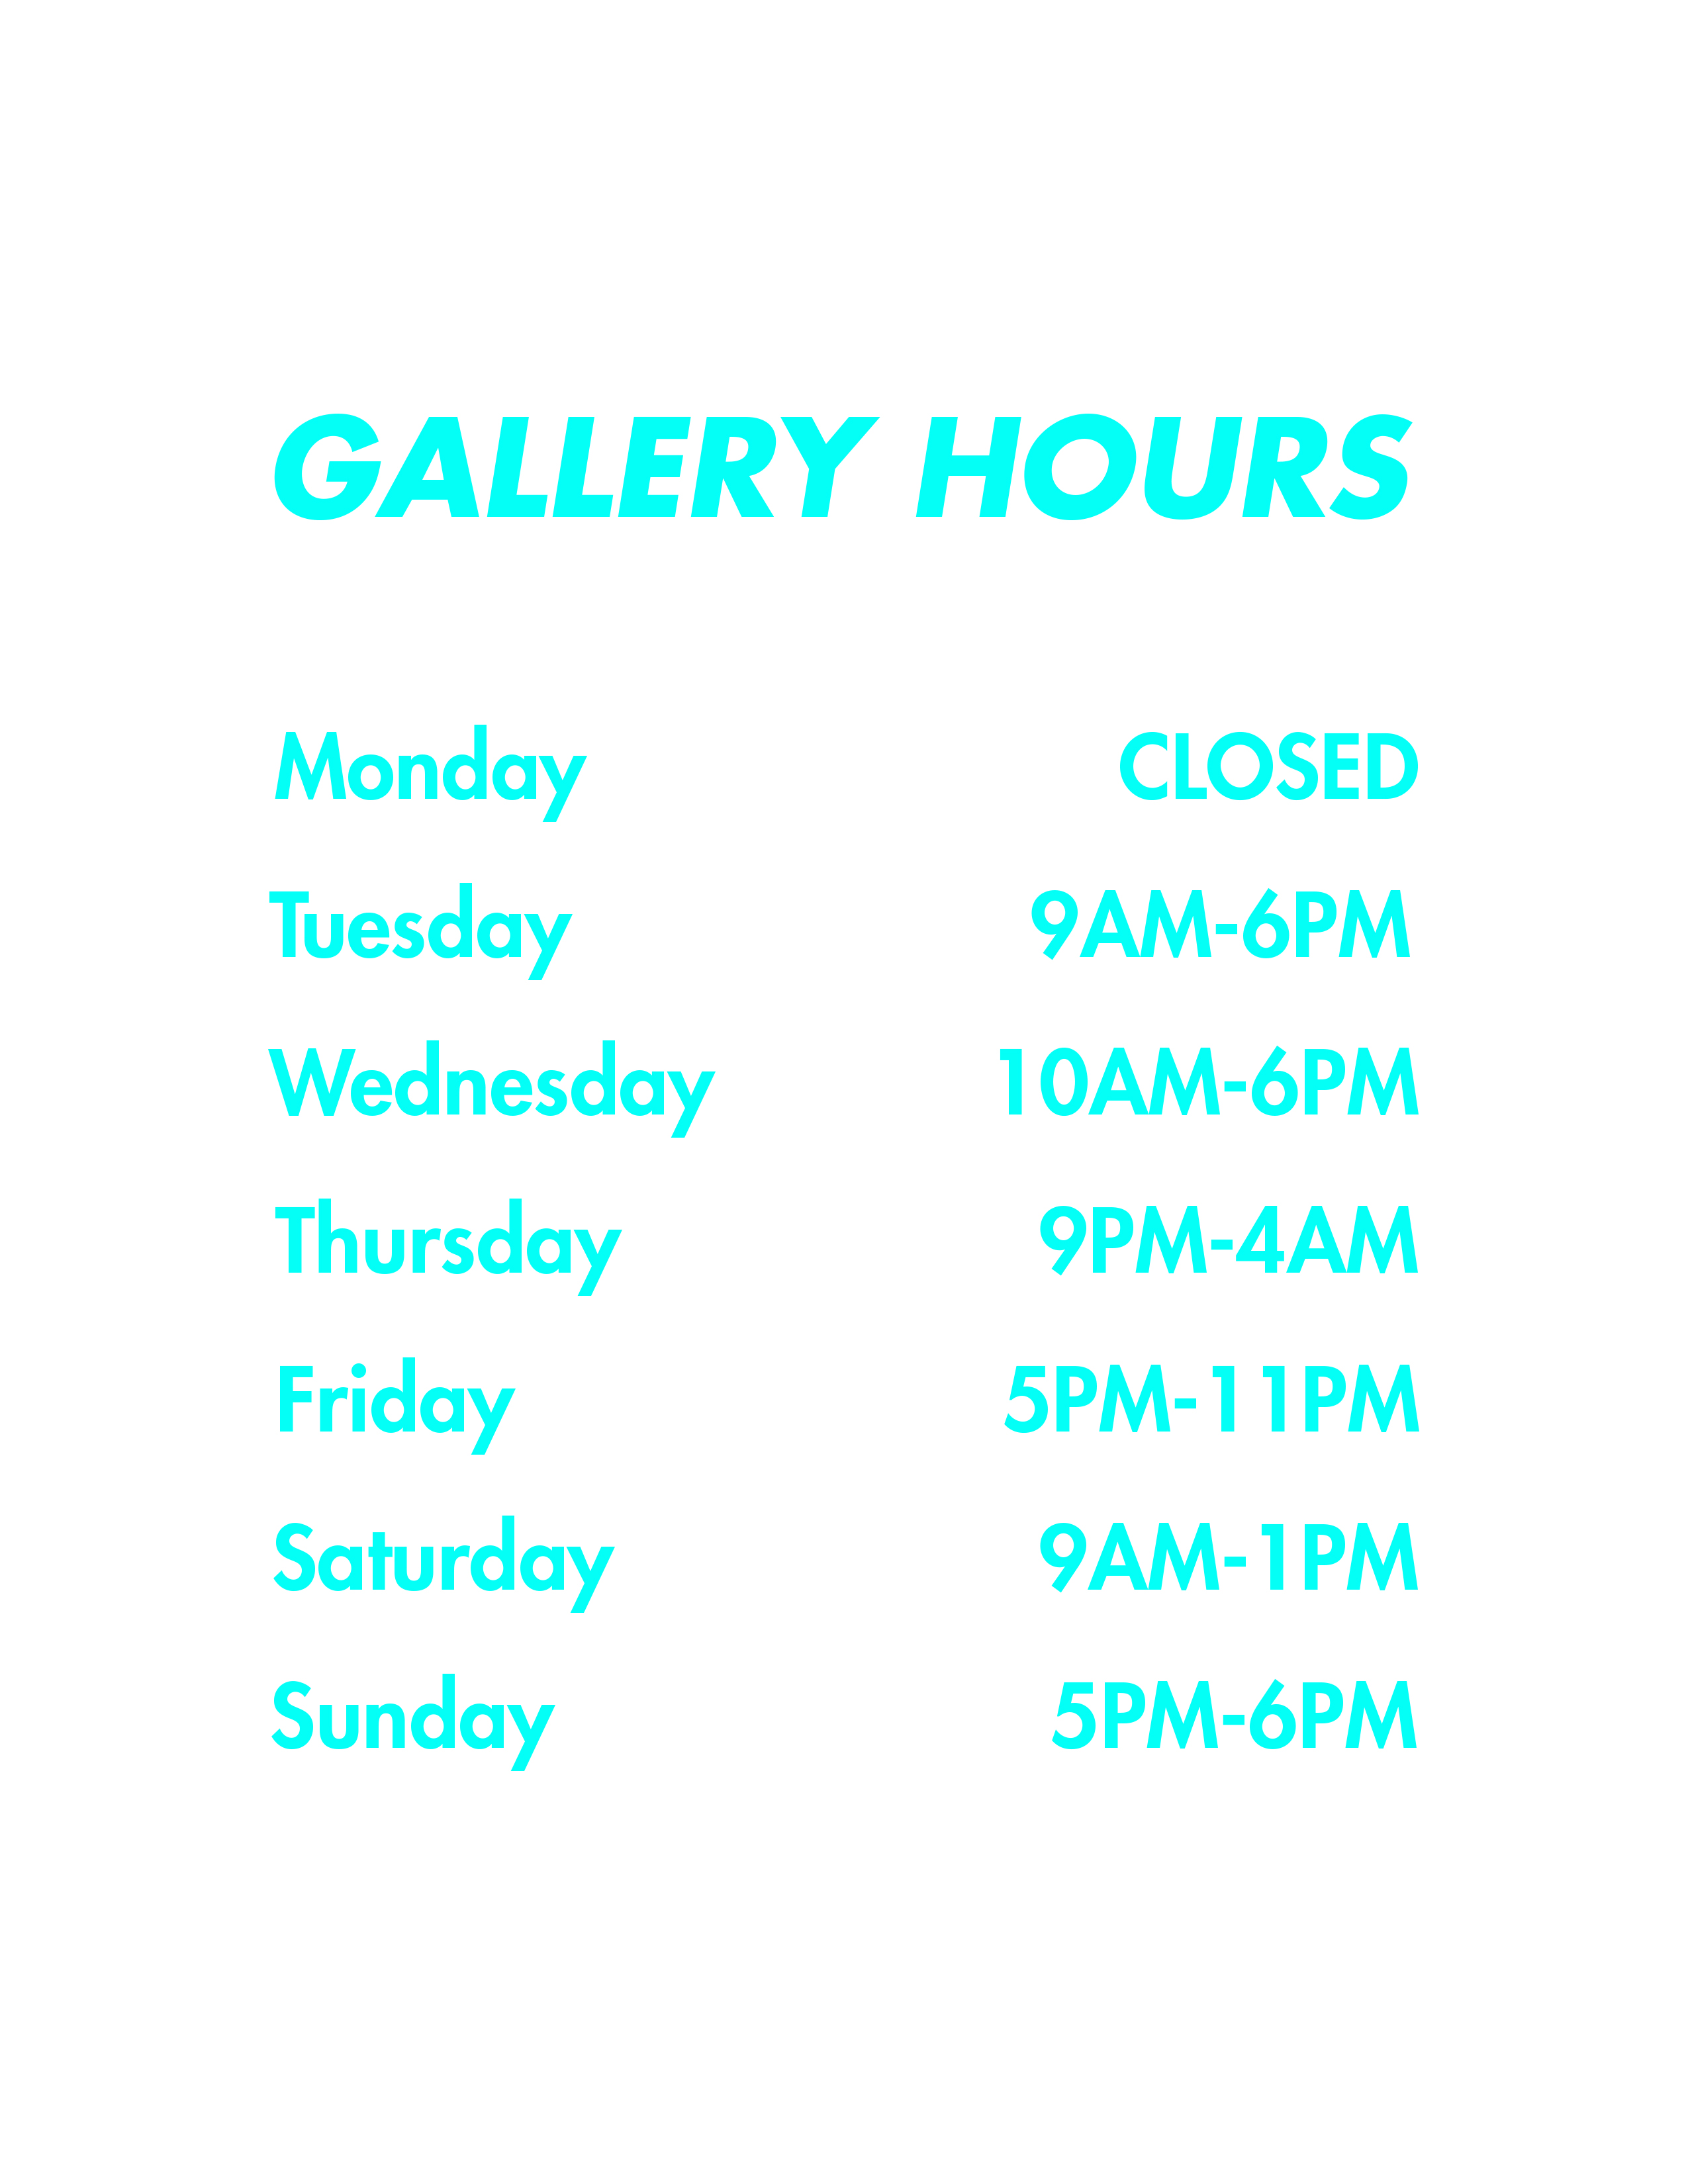 GALLERY HOURS
Monday CLOSED
Tuesday 9AM-6PM
Wednesday 10AM-6PM
Thursday 9PM-4AM
Friday 5PM-11PM
Saturday 9AM-1PM
Sunday 5PM-6PM